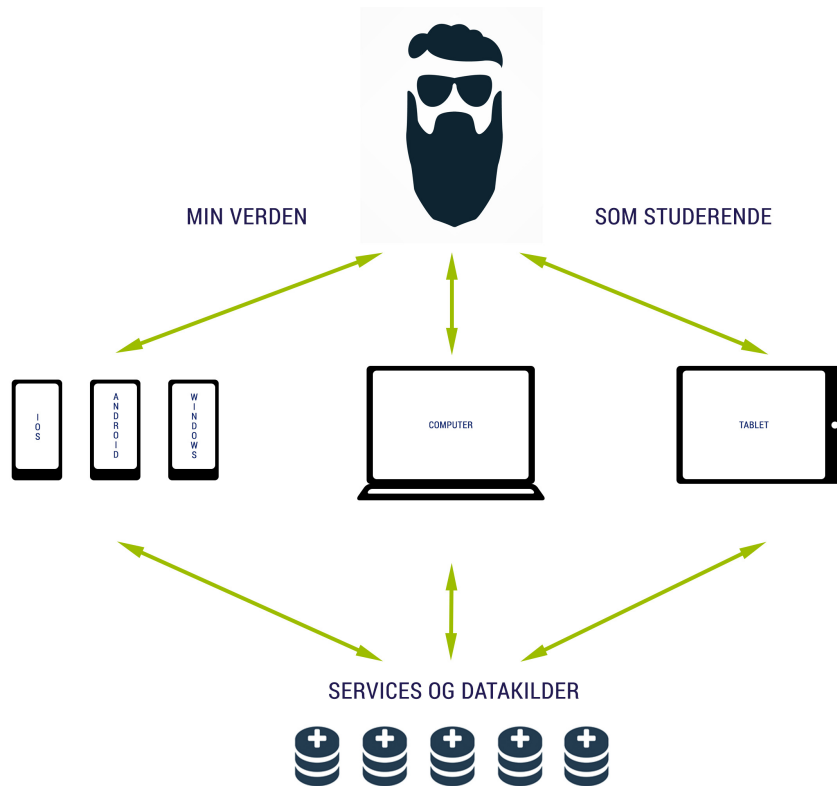 MIN VERDEN
SOM STUDERENDE
IOS
ANDROID
WINDOWS
COMPUTER
TABLET
SERVICES OG DATAKILDER